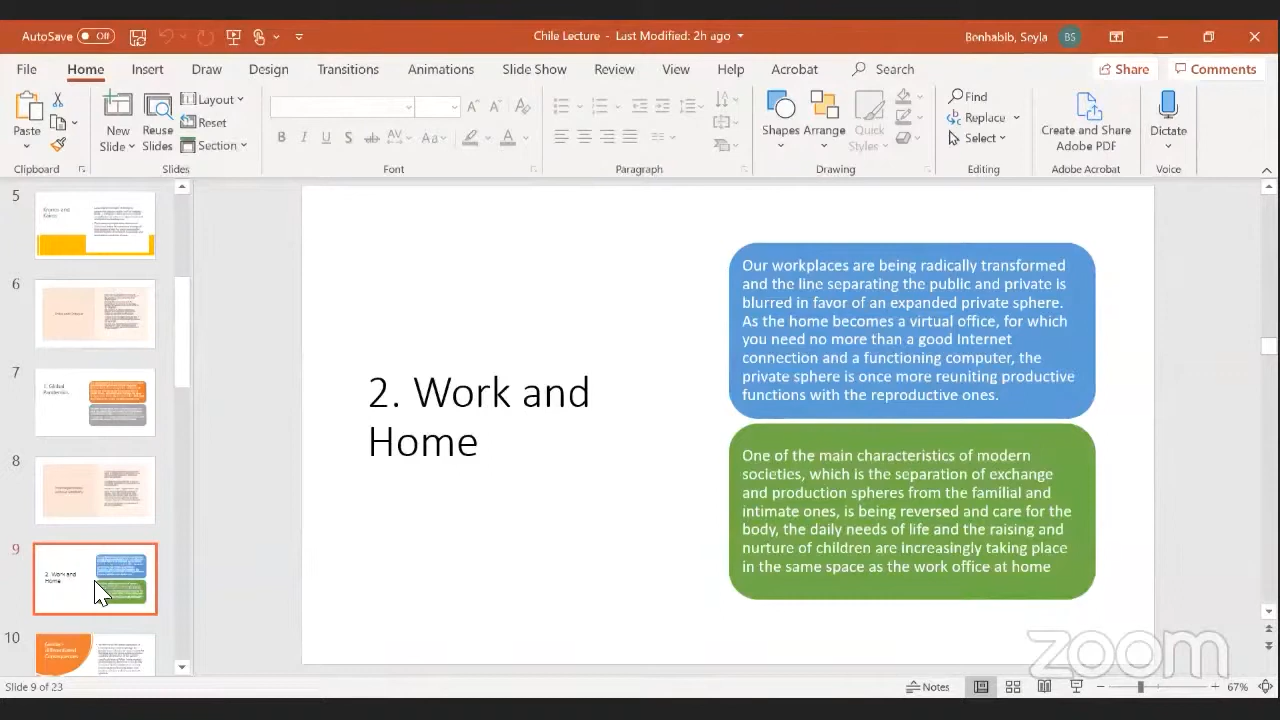 AutoSave Off
Chile Lecture - Last Modified: 2h ago
Benhabib, Seyla BS
File Home Insert Draw Design Transitions Animations Slide Show Review View Help Acrobat Search Share Comments
Paste
New Slide
Reuse Slides
Layout
Reset
Section
Shapes Arrange Quick Styles
Find
Replace
Select
Create and Share Adobe PDF
Dictate
Clipboard Slides Font Paragraph Drawing Editing Adobe Acrobat Voice
5
6
7
1. Global
Pandemics
8
9
2. Work and
Home
10
2. Work and
Home
Our workplaces are being radically transformed
and the line separating the public and private is
blurred in favor of an expanded private sphere.
As the home becomes a virtual office, for which
you need no more than a good Internet
connection and a functioning computer, the
private sphere is once more reuniting productive
functions with the reproductive ones.
One of the main characteristics of modern
societies, which is the separation of exchange
and production spheres from the familial and
intimate ones, is being reversed and care for the
body, the daily needs of life and the raising and
nurture of children are increasingly taking place
in the same space as the work office at home
zoom
Slide 9 of 23
Notes
67%